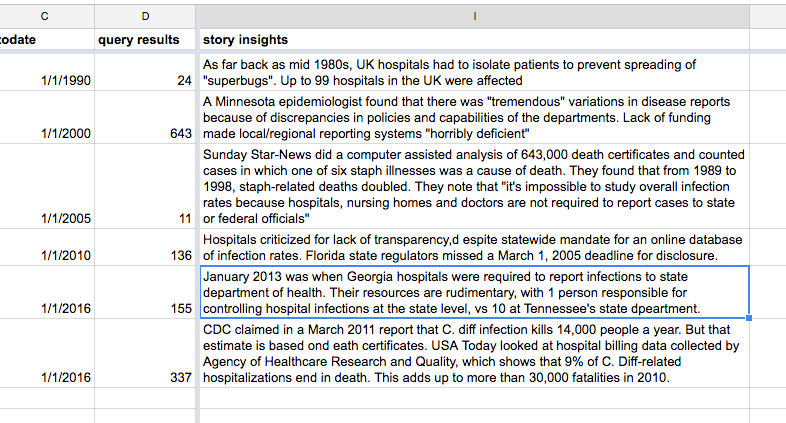 C D I
odate query results story insights
As far back as mid 1980s, UK hospitals had to isolate patients to prevent spreading of
1/1/1990 24 "superbugs". Up to 99 hospitals in the UK were affected
A Minnesota epidemiologist found that there was "tremendous" variations in disease reports
because of discrepancies in policies and capabilities of the departments. Lack of funding
1/1/2000 643 made local/regional reporting systems "horribly deficient"
Sunday Star-News did a computer assisted analysis of 643,000 death certificates and counted
cases in which one of six staph illnesses was a cause of death. They found that from 1989 to
1998, staph-related deaths doubled. They note that "it's impossible to study overall infection
rates because hospitals, nursing homes and doctors are not required to report cases to state
1/1/2005 11 or federal officials"
Hospitals criticized for lack of transparency,d espite statewide mandate for an online database
1/1/2010 136 of infection rates. Florida state regulators missed a March 1, 2005 deadline for disclosure.
January 2013 was when Georgia hospitals were required to report infections to state
department of health. Their resources are rudimentary, with 1 person responsible for
1/1/2016 155 controlling hospital infections at the state level, vs 10 at Tennessee's state dpeartment.
CDC claimed in a March 2011 report that C. diff infection kills 14,000 people a year. But that
estimate is based ond eath certificates. USA Today looked at hospital billing data collected by
Agency of Healthcare Research and Quality, which shows that 9% of C. Diff-related
1/1/2016 337 hospitalizations end in death. This adds up to more than 30,000 fatalities in 2010.